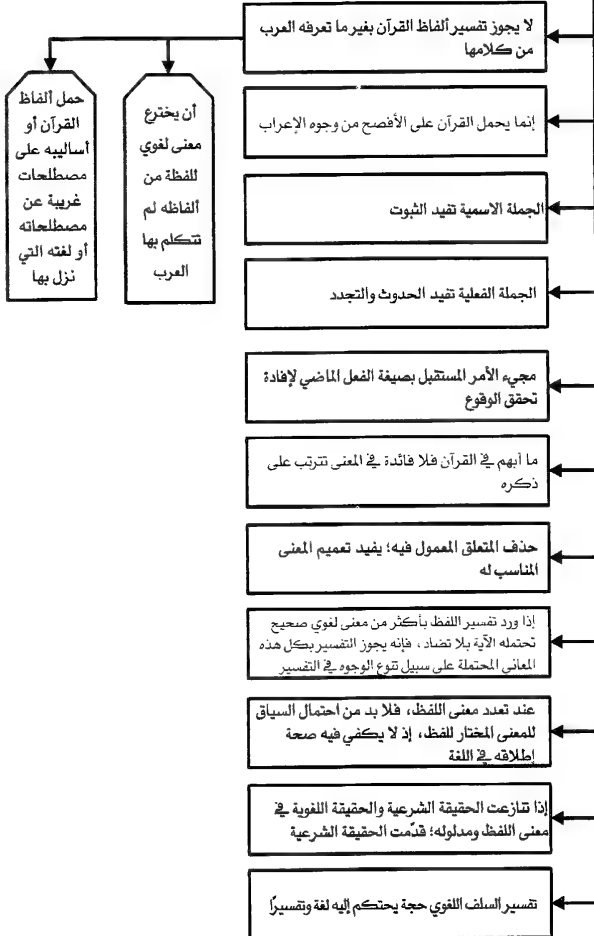 لا يجوز تفسير ألفاظ القرآن بغير ما تعرفه العرب
من كلامها
أن يخترع
معنى لغوي
للفظة من
ألفاظه لم
تتكلم بها
العرب
حمل ألفاظ
القرآن أو
أساليبه على
مصطلحات
غريبة عن
مصطلحاته
أو لغته التي
نزل بها
إنما يحمل القرآن على الأفصح من وجوه الإعراب
الجملة الاسمية تفيد الثبوت
الجملة الفعلية تفيد الحدوث والتجدد
مجيء الأمر المستقبل بصيغة الفعل الماضي لإفادة
تحقق الوقوع
ما أبهم في القرآن فلا فائدة في المعنى تترتب على
ذكره
حذف المتعلق المعمول فيه؛ يفيد تعميم المعنى
المناسب له
إذا ورد تفسير اللفظ بأكثر من معنى لغوي صحيح
تحتمله الآية بلا تضاد، فإنه يجوز التفسير بكل هذه
المعاني المحتملة على سبيل تنوع الوجوه في التفسير
عند تعدد معنى اللفظ، فلا بد من احتمال السياق
للمعنى المختار للفظ، إذ لا يكفي فيه صحة
إطلاقه في اللغة
إذا تنازعت الحقيقة الشرعية والحقيقة اللغوية في
معنى اللفظ ومدلوله؛ قدّمت الحقيقة الشرعية
تفسير السلف اللغوي حجة يحتكم إليه لغة وتفسيرًا